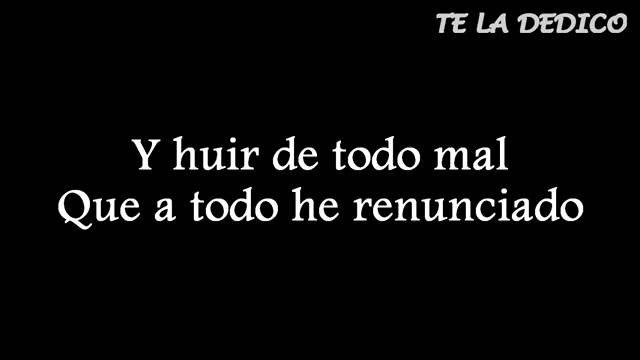 TE LA DEDICO
Y huir de todo mal
Que a todo he renunciado